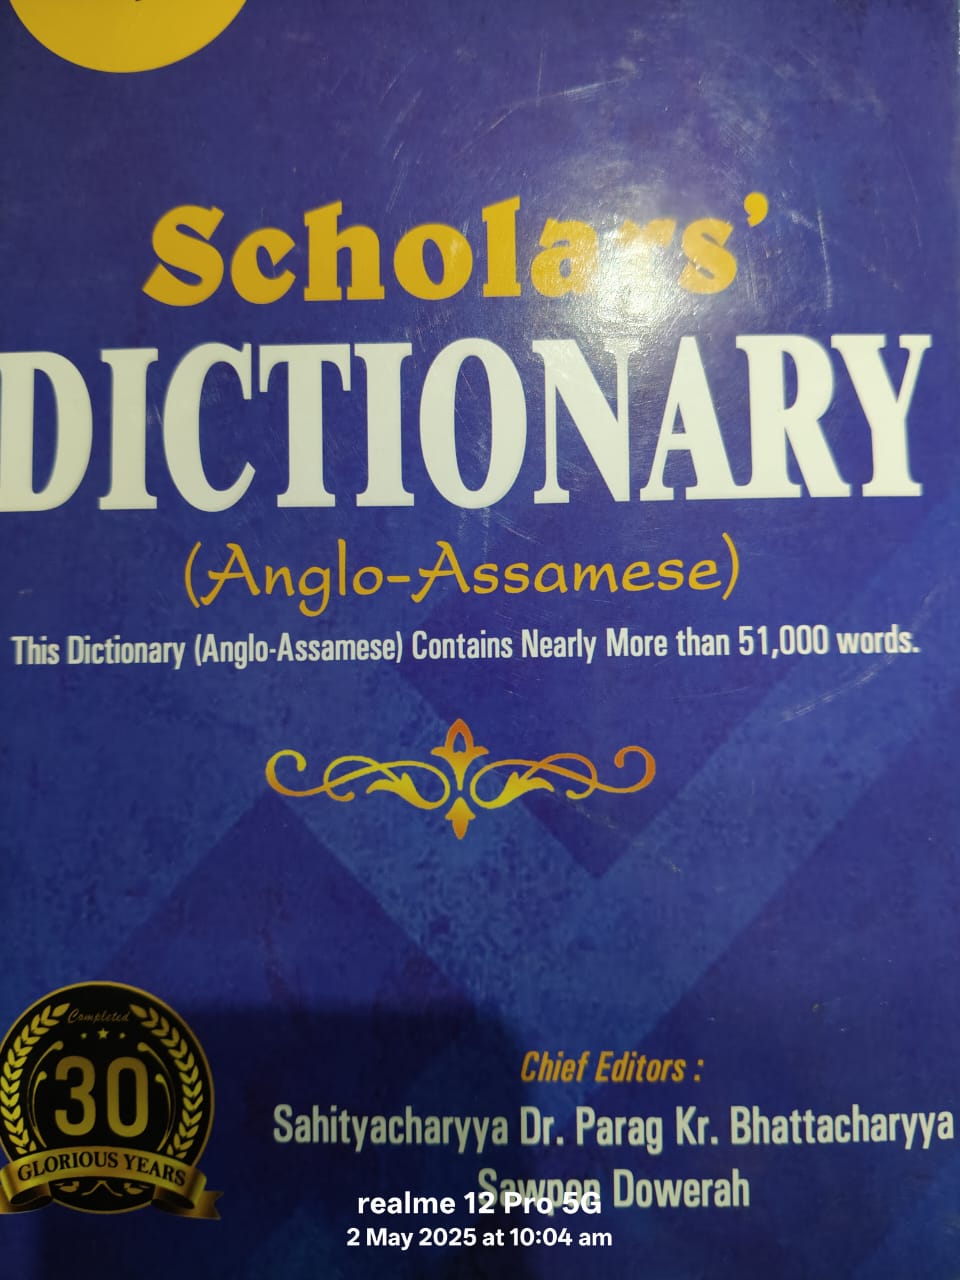 Scholars'
DICTIONARY
(Anglo-Assamese)
This Dictionary (Anglo-Assamese) Contains Nearly More than 51,000 words.
Completed
30
GLORIOUS YEARS
Chief Editors :
Sahityacharyya Dr. Parag Kr. Bhattacharyya
Sawpon Dowerah
realme 12 Pro 5G
2 May 2025 at 10:04 am